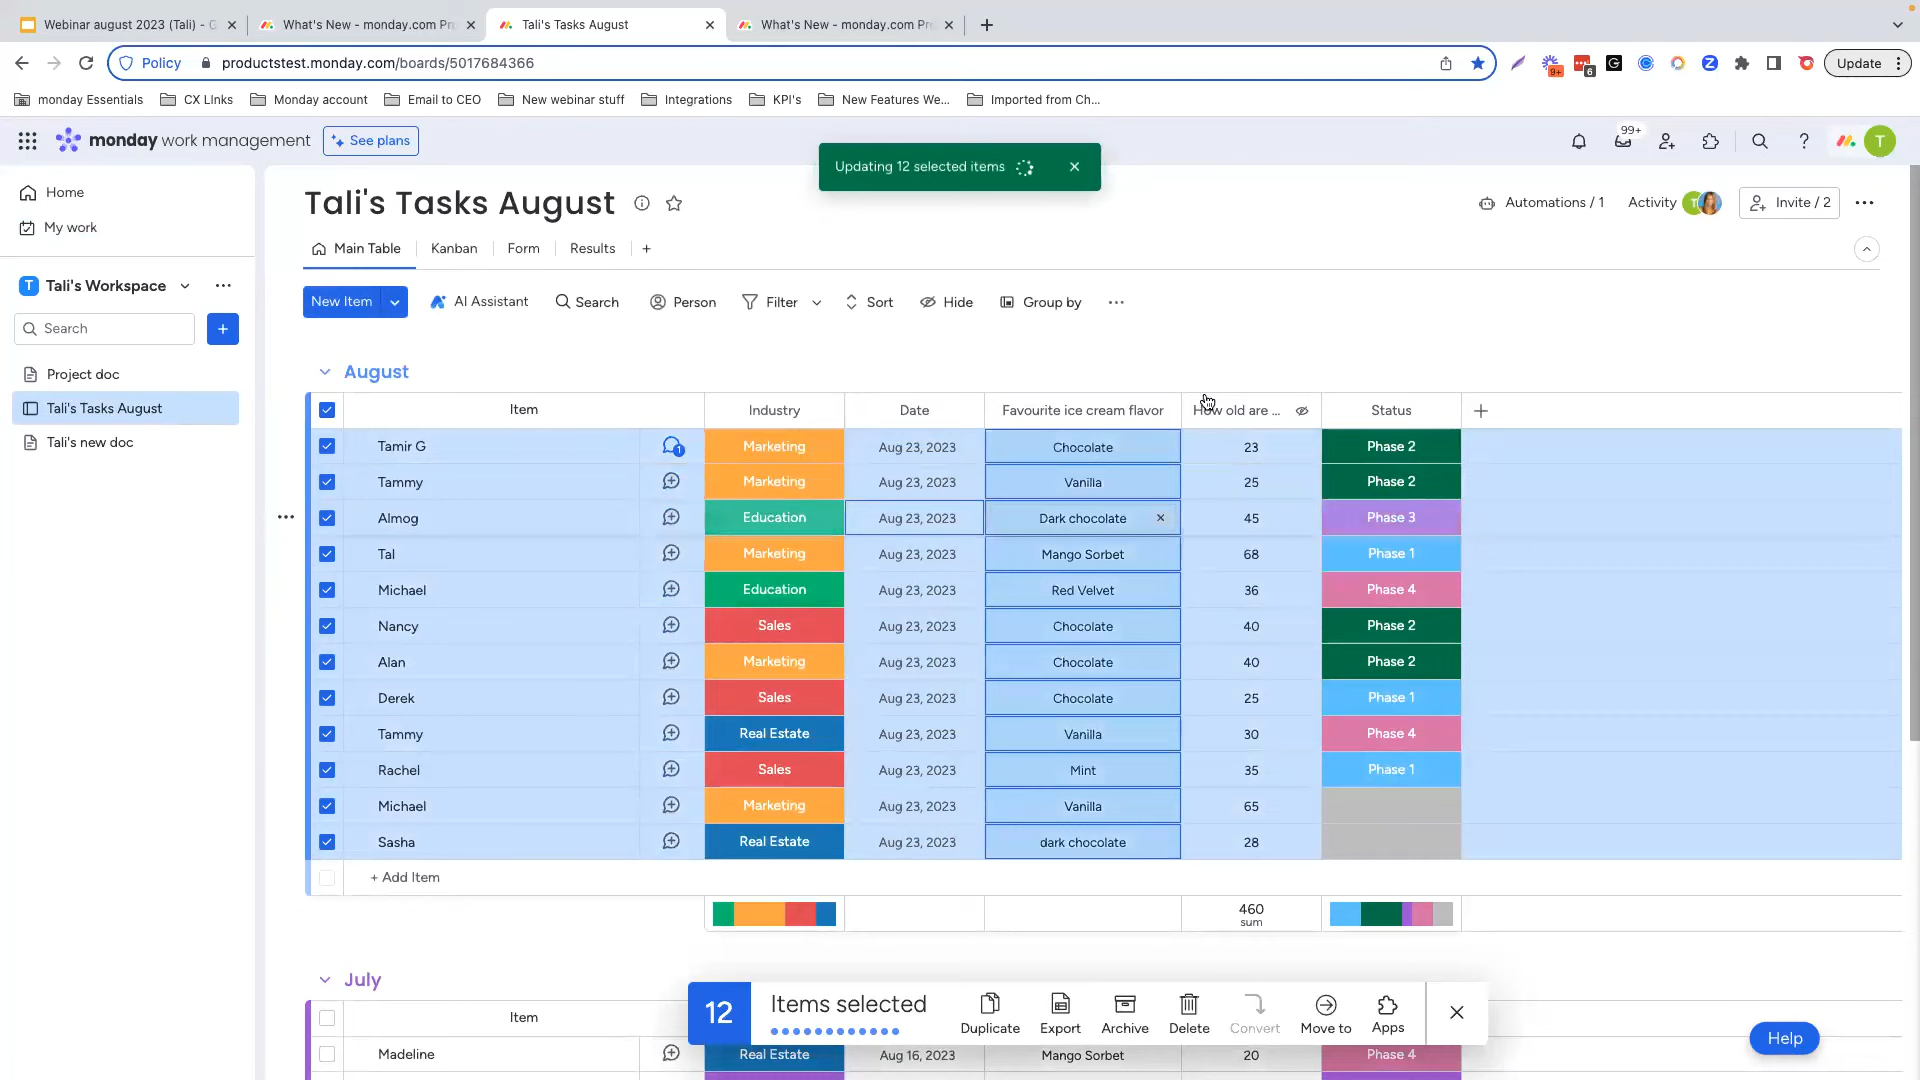 Webinar august 2023 (Tali) - G
What's New - monday.com Pr
Tali's Tasks August
What's New - monday.com Pr
Policy productstest.monday.com/boards/5017684366
9+ 6 G Z Update
monday Essentials CX LInks Monday account Email to CEO New webinar stuff Integrations KPI's New Features We... Imported from Ch...
monday work management See plans 99+ ? T
Updating 12 selected items
Home
My work
Tali's Workspace
Search
Project doc
Tali's Tasks August
Tali's new doc
Tali's Tasks August Automations / 1 Activity Invite / 2
Main Table Kanban Form Results +
New Item AI Assistant Search Person Filter Sort Hide Group by
August
Item Industry Date Favourite ice cream flavor How old are ... Status
Tamir G 1 Marketing Aug 23, 2023 Chocolate 23 Phase 2
Tammy Marketing Aug 23, 2023 Vanilla 25 Phase 2
Almog Education Aug 23, 2023 Dark chocolate 45 Phase 3
Tal Marketing Aug 23, 2023 Mango Sorbet 68 Phase 1
Michael Education Aug 23, 2023 Red Velvet 36 Phase 4
Nancy Sales Aug 23, 2023 Chocolate 40 Phase 2
Alan Marketing Aug 23, 2023 Chocolate 40 Phase 2
Derek Sales Aug 23, 2023 Chocolate 25 Phase 1
Tammy Real Estate Aug 23, 2023 Vanilla 30 Phase 4
Rachel Sales Aug 23, 2023 Mint 35 Phase 1
Michael Marketing Aug 23, 2023 Vanilla 65
Sasha Real Estate Aug 23, 2023 dark chocolate 28
+ Add Item
460
sum
July
Item
12 Items selected Duplicate Export Archive Delete Convert Move to Apps
Madeline Real Estate Aug 16, 2023 Mango Sorbet 20 Phase 4
Help